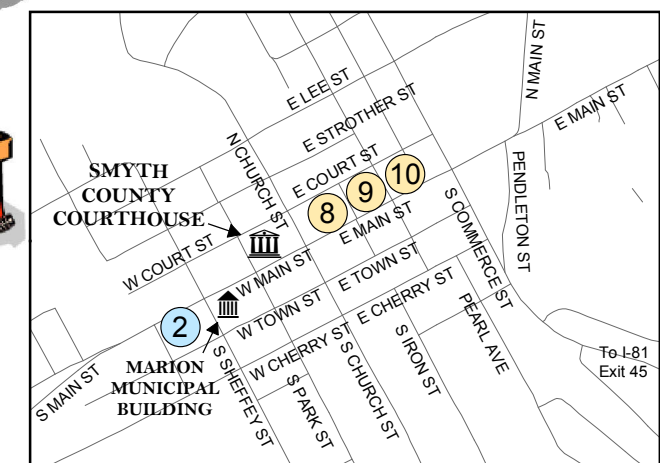 N MAIN ST
E LEE ST
E MAIN ST
E STROTHER ST
N CHURCH ST
SMYTH
COUNTY
COURTHOUSE
E COURT ST
8
9
10
PENDLETON ST
S COMMERCE ST
E MAIN ST
W COURT ST
W MAIN ST
E TOWN ST
2
W TOWN ST
E CHERRY ST
PEARL AVE
To I-81
Exit 45
MARION
MUNICIPAL
BUILDING
W CHERRY ST
S IRON ST
S MAIN ST
S SHEFFEY ST
S PARK ST
S CHURCH ST
S